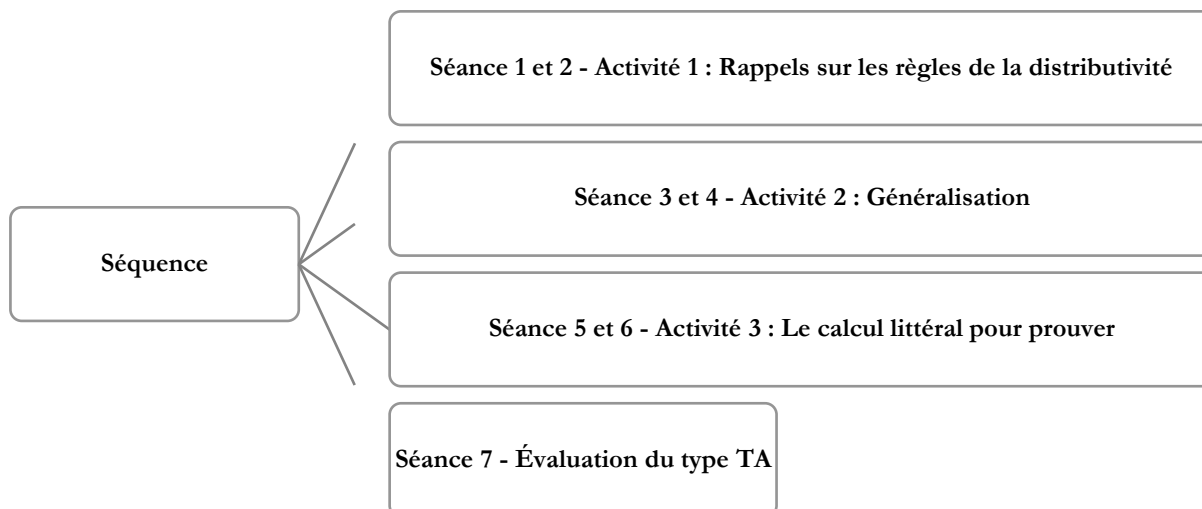 Séance 1 et 2 - Activité 1 : Rappels sur les règles de la distributivité
Séance 3 et 4 - Activité 2 : Généralisation
Séquence
Séance 5 et 6 - Activité 3 : Le calcul littéral pour prouver
Séance 7 - Évaluation du type TA